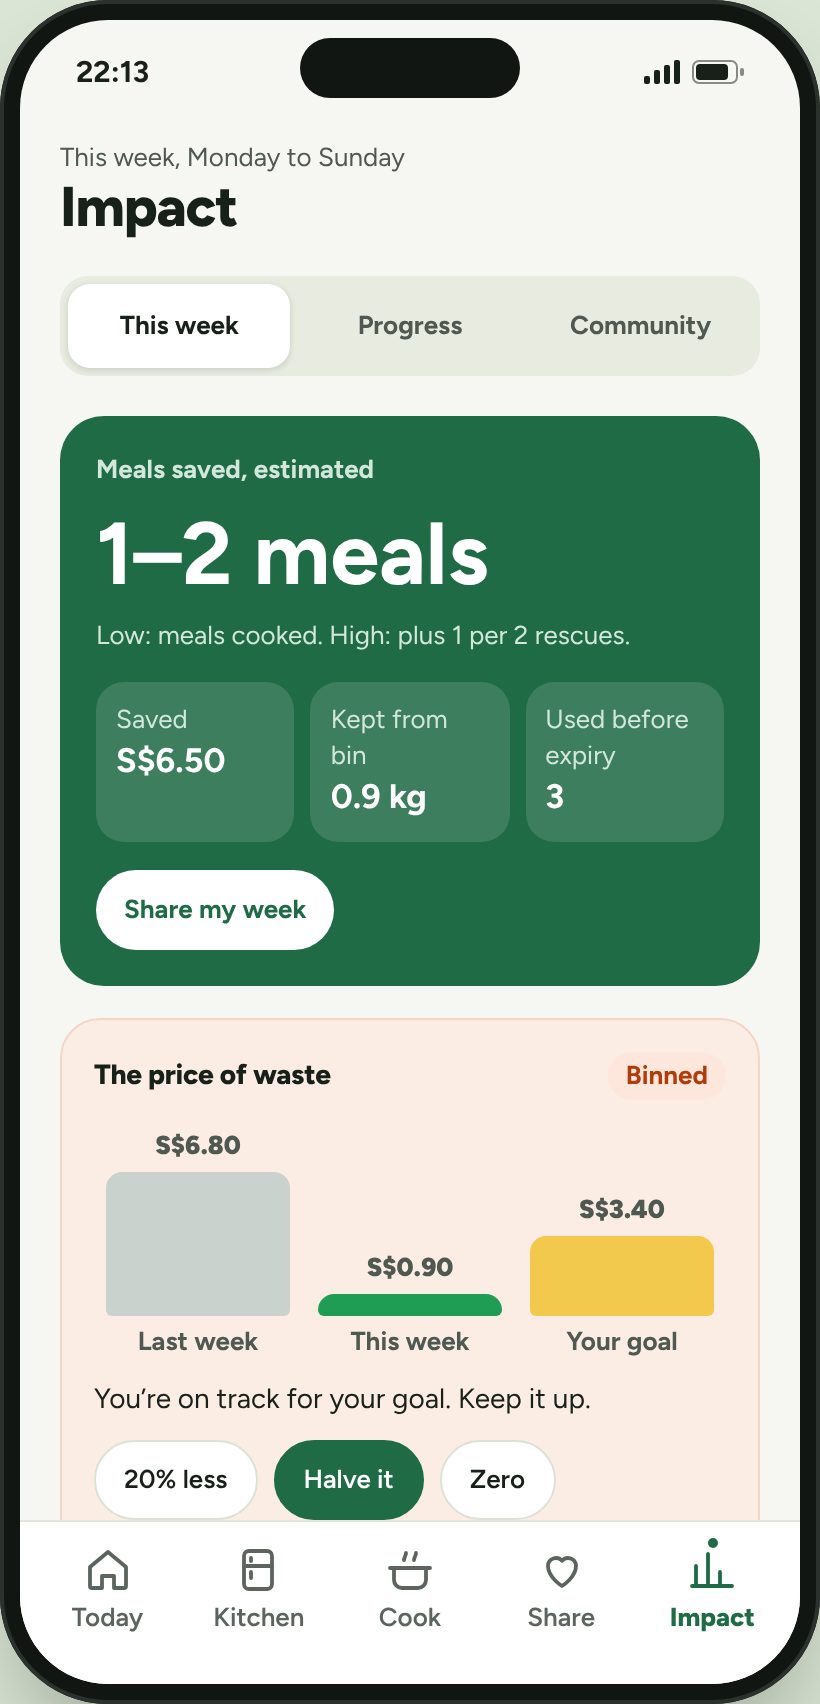 22:13
This week, Monday to Sunday
Impact
This week
Progress
Community
Meals saved, estimated
1–2 meals
Low: meals cooked. High: plus 1 per 2 rescues.
Saved
S$6.50
Kept from
bin
0.9 kg
Used before
expiry
3
Share my week
The price of waste
Binned
S$6.80
Last week
S$0.90
This week
S$3.40
Your goal
You’re on track for your goal. Keep it up.
20% less
Halve it
Zero
Today
Kitchen
Cook
Share
Impact